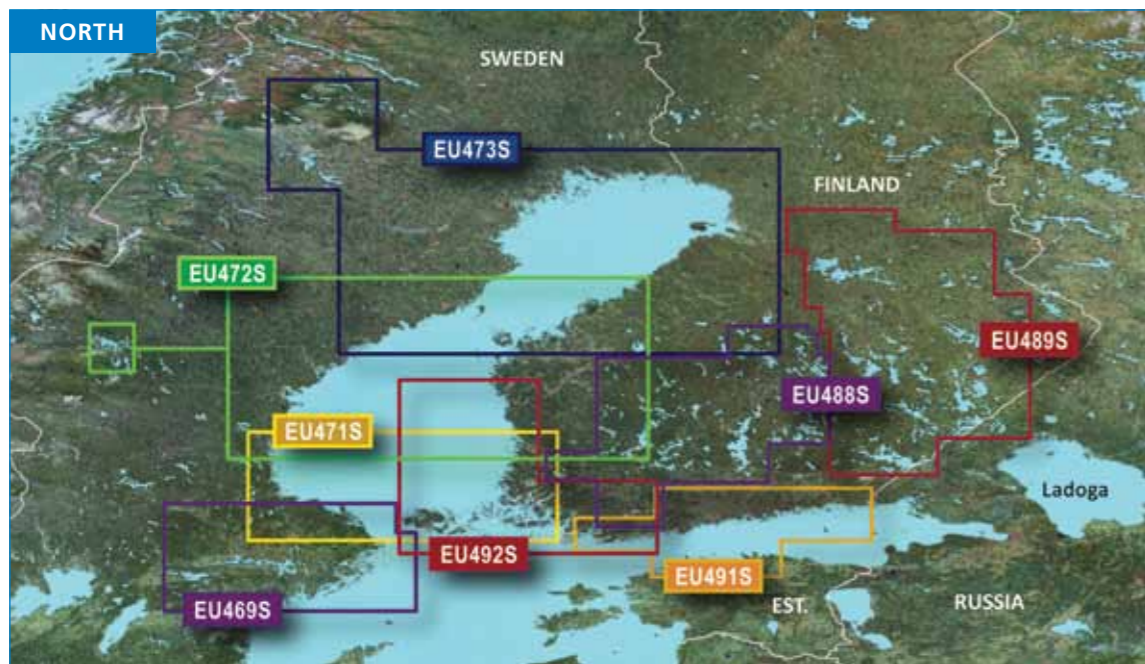 NORTH
SWEDEN
EU473S
FINLAND
EU472S
EU489S
EU488S
EU471S
Ladoga
EU492S
EU491S
EU469S
EST.
RUSSIA